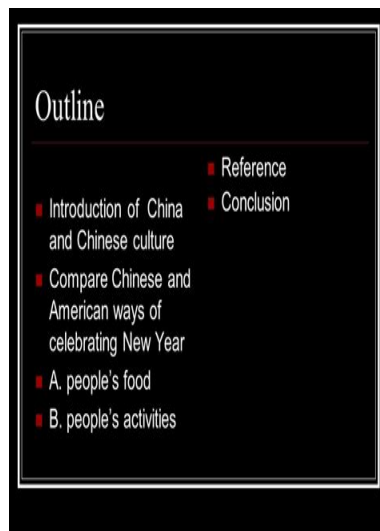 Outline
Introduction of China
and Chinese culture
Compare Chinese and
American ways of
celebrating New Year
A. people's food
B. people's activities
Reference
Conclusion